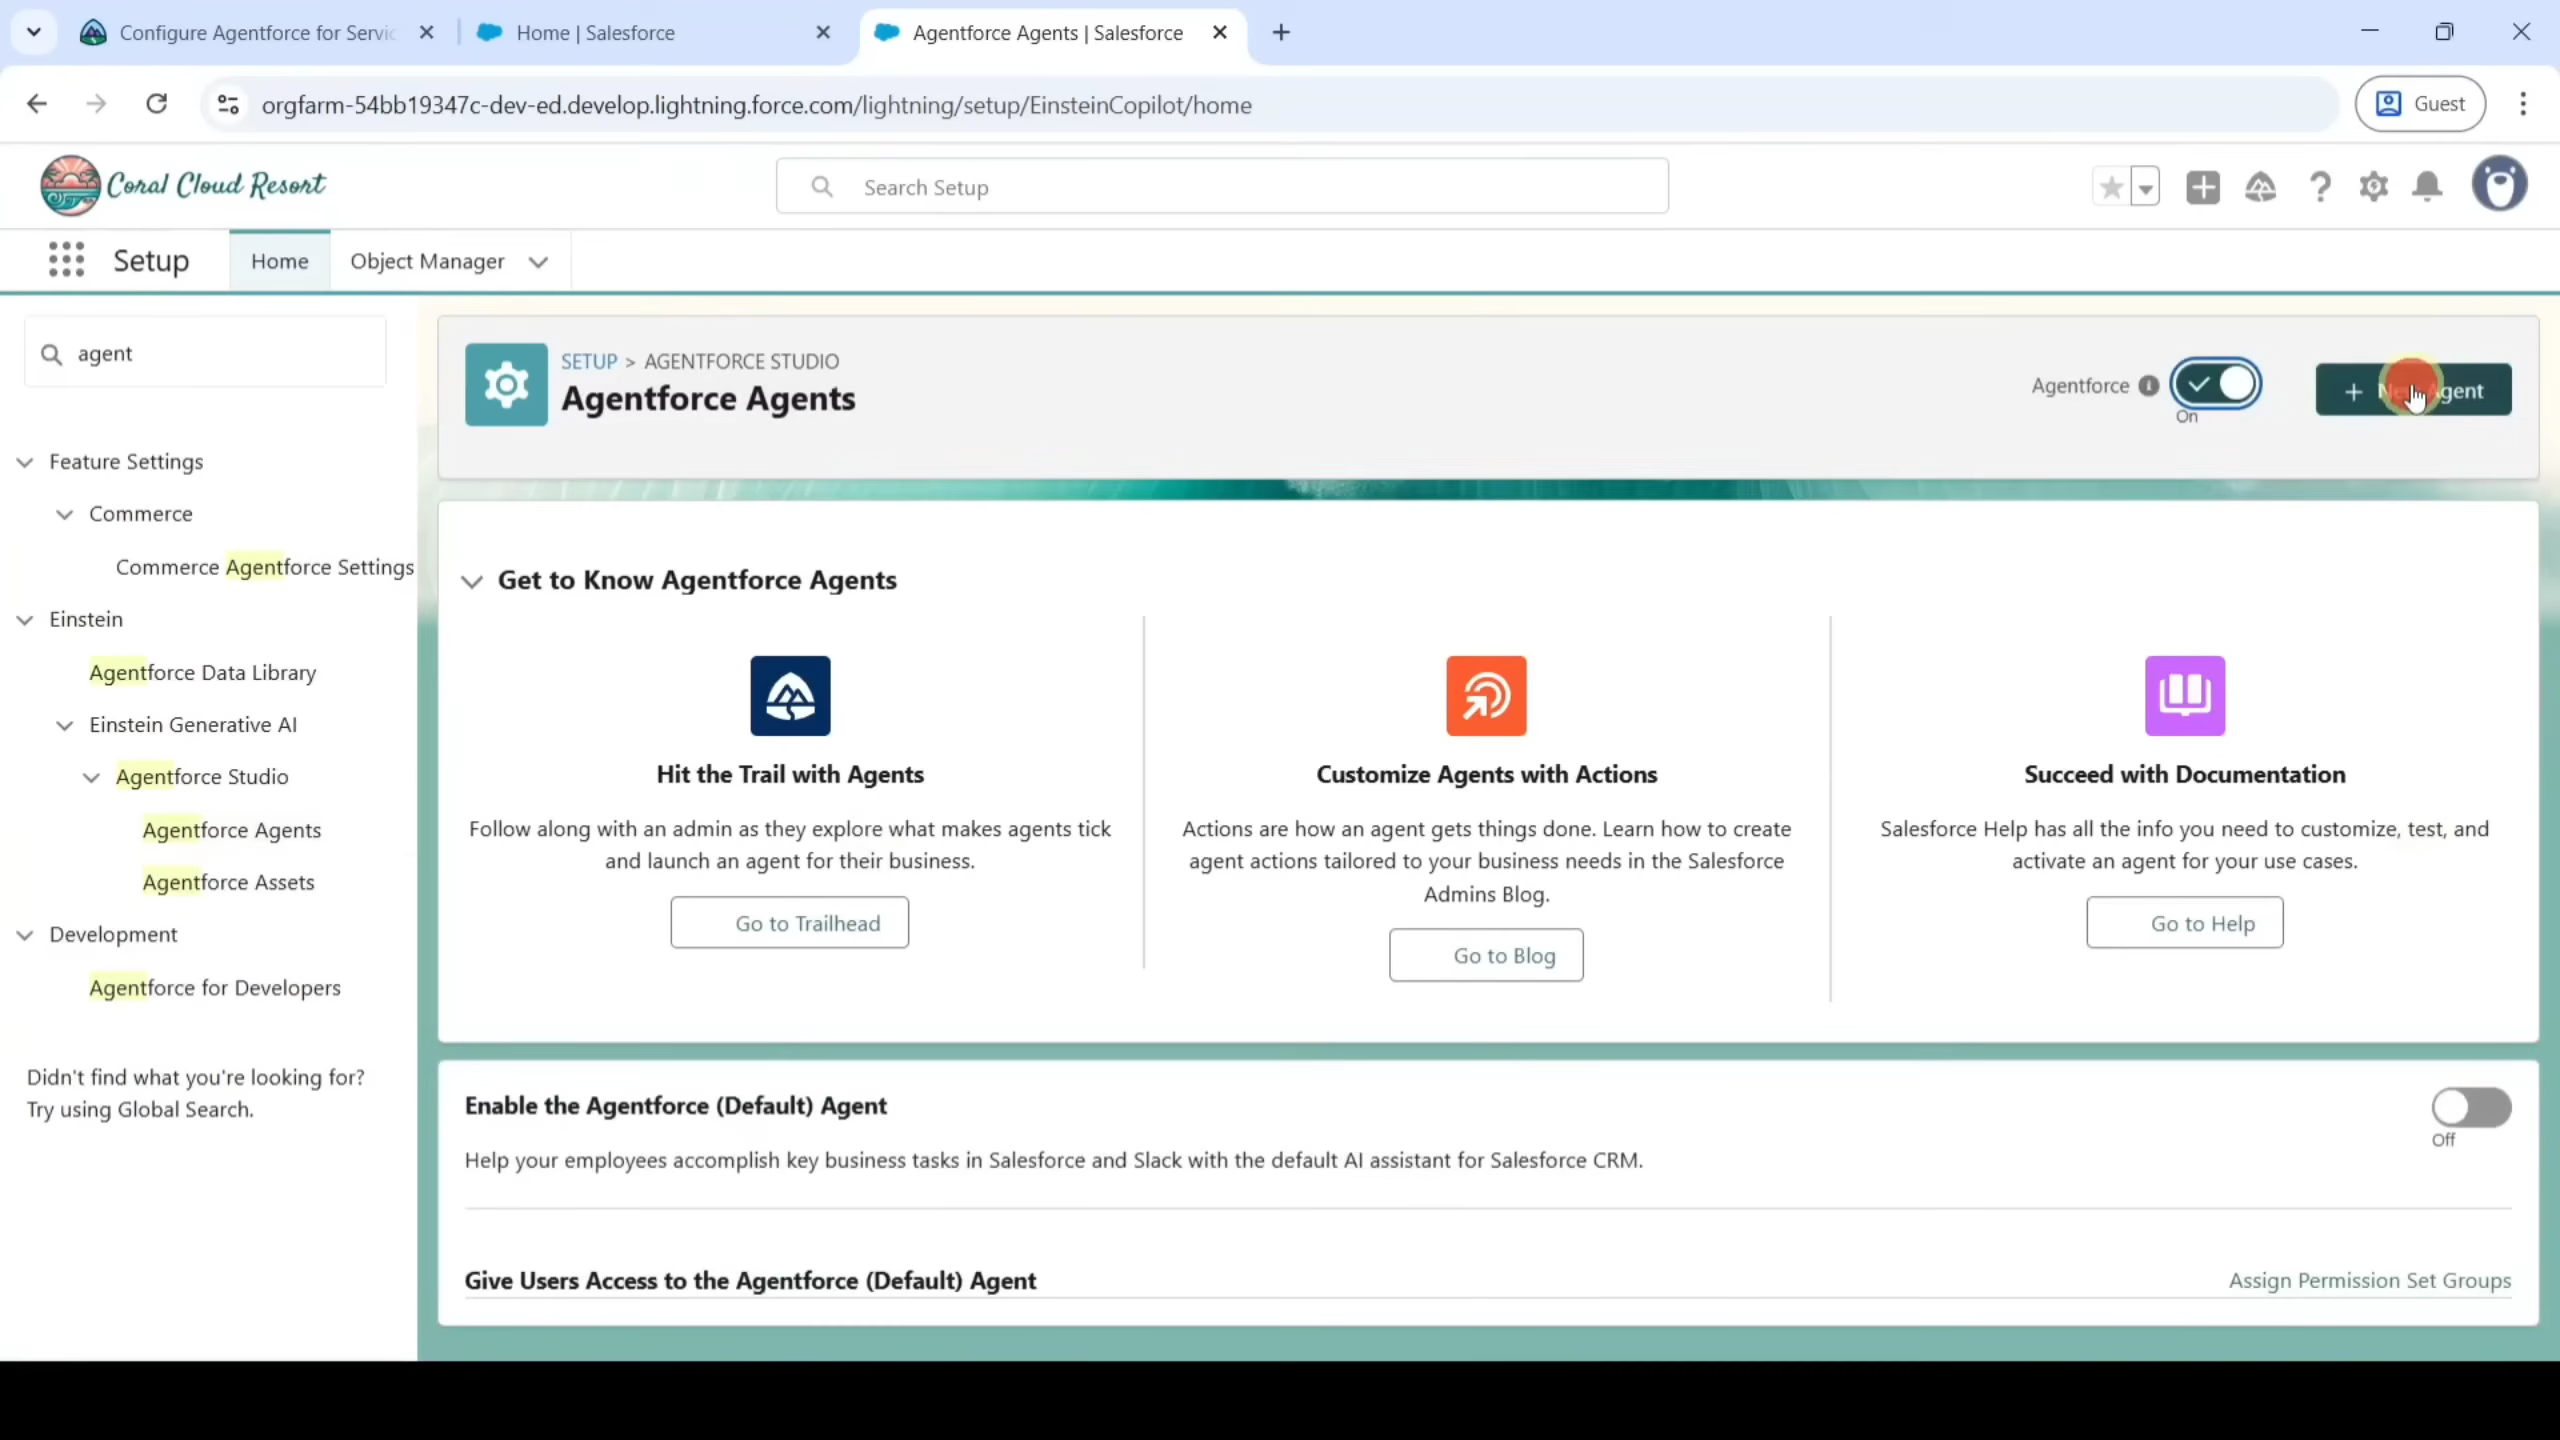 Configure Agentforce for Servic
Home | Salesforce
Agentforce Agents | Salesforce
orgfarm-54bb19347c-dev-ed.develop.lightning.force.com/lightning/setup/EinsteinCopilot/home
Guest
Coral Cloud Resort
Search Setup
Setup
Home
Object Manager
agent
Feature Settings
Commerce
Commerce Agentforce Settings
Einstein
Agentforce Data Library
Einstein Generative AI
Agentforce Studio
Agentforce Agents
Agentforce Assets
Development
Agentforce for Developers
Didn't find what you're looking for?
Try using Global Search.
SETUP > AGENTFORCE STUDIO
Agentforce Agents
Agentforce
On
New Agent
Get to Know Agentforce Agents
Hit the Trail with Agents
Follow along with an admin as they explore what makes agents tick
and launch an agent for their business.
Go to Trailhead
Customize Agents with Actions
Actions are how an agent gets things done. Learn how to create
agent actions tailored to your business needs in the Salesforce
Admins Blog.
Go to Blog
Succeed with Documentation
Salesforce Help has all the info you need to customize, test, and
activate an agent for your use cases.
Go to Help
Enable the Agentforce (Default) Agent
Off
Help your employees accomplish key business tasks in Salesforce and Slack with the default AI assistant for Salesforce CRM.
Give Users Access to the Agentforce (Default) Agent
Assign Permission Set Groups